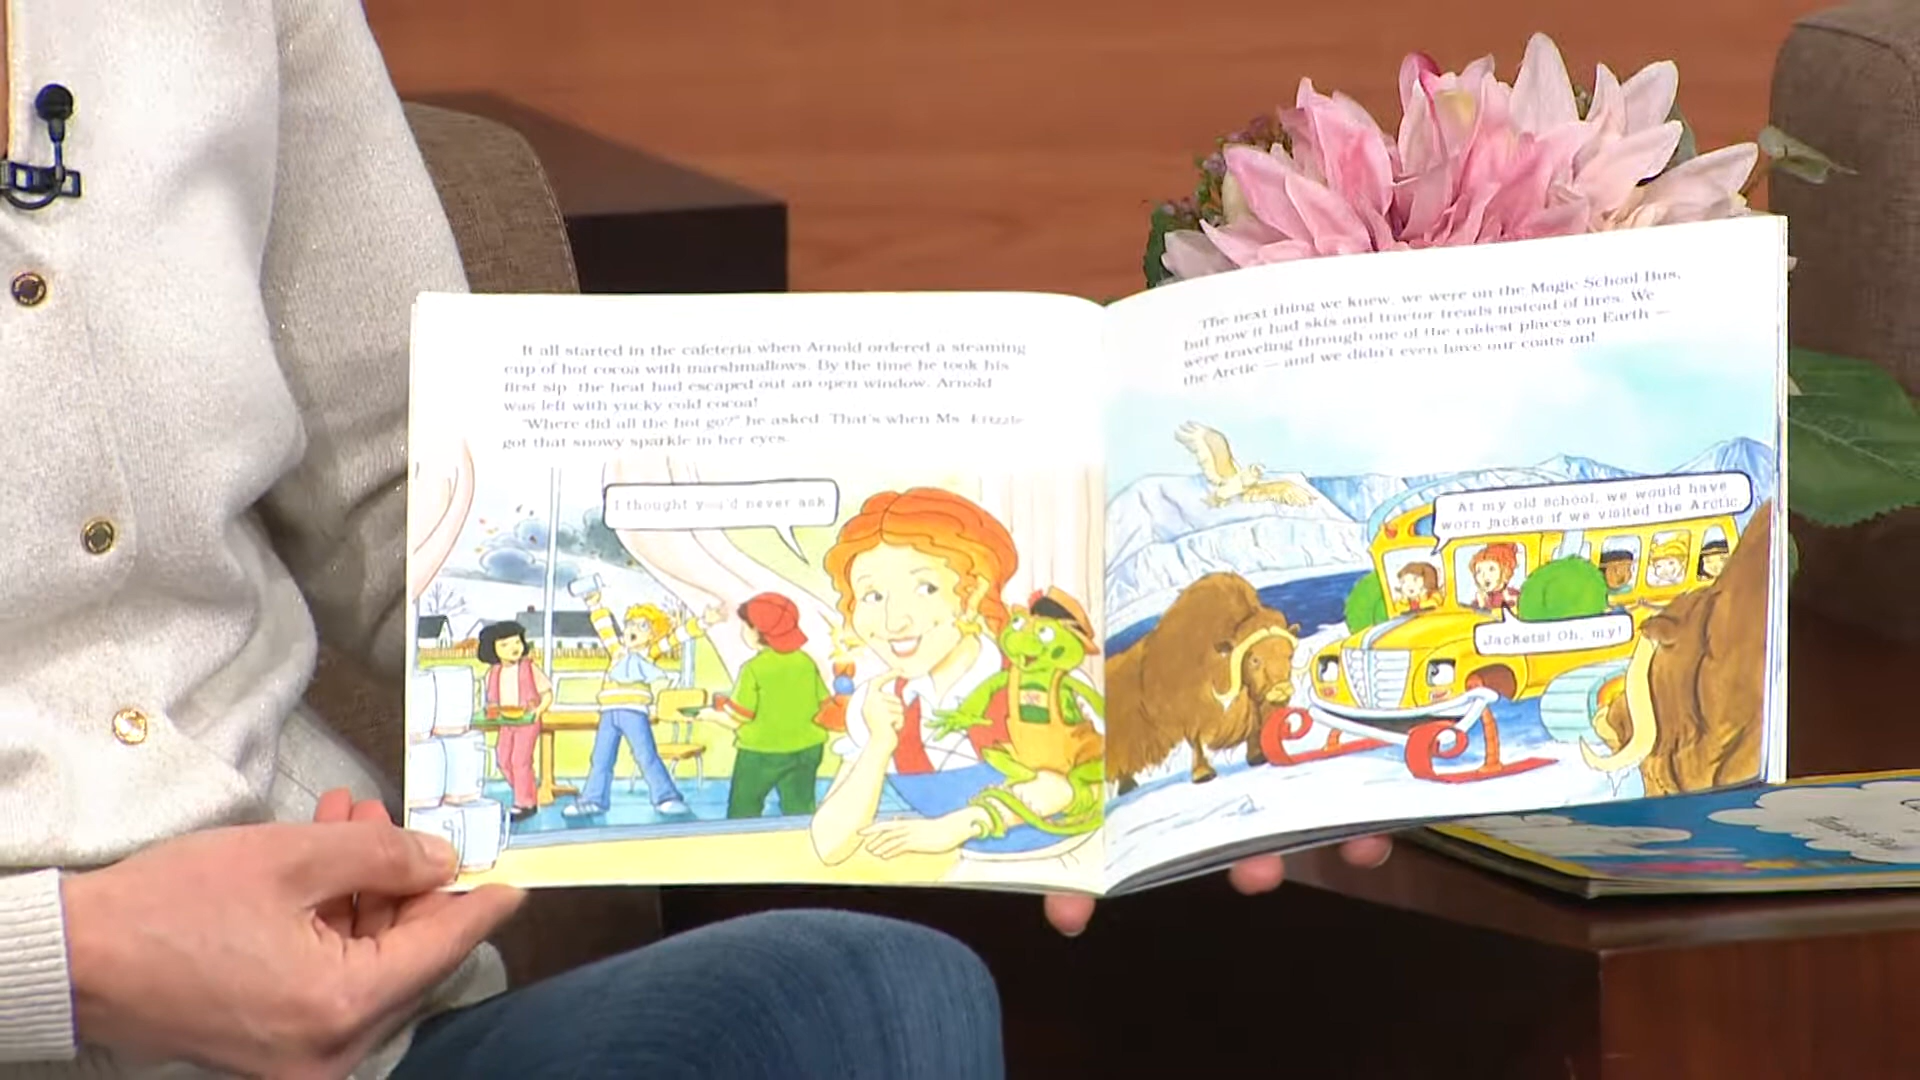 It all started in the cafeteria when Arnold ordered a steaming
cup of hot cocoa with marshmallows. By the time he took his
first sip, the heat had escaped out an open window. Arnold
was left with yucky cold cocoa!
"Where did all the hot go?" he asked. That's when Ms. Frizzle
got that snowy sparkle in her eyes.
I thought you'd never ask.
The next thing we knew, we were on the Magic School Bus,
but now it had skis and tractor treads instead of tires. We
were traveling through one of the coldest places on Earth —
the Arctic — and we didn't even have our coats on!
At my old school, we would have
worn jackets if we visited the Arctic.
Jackets! Oh, my!